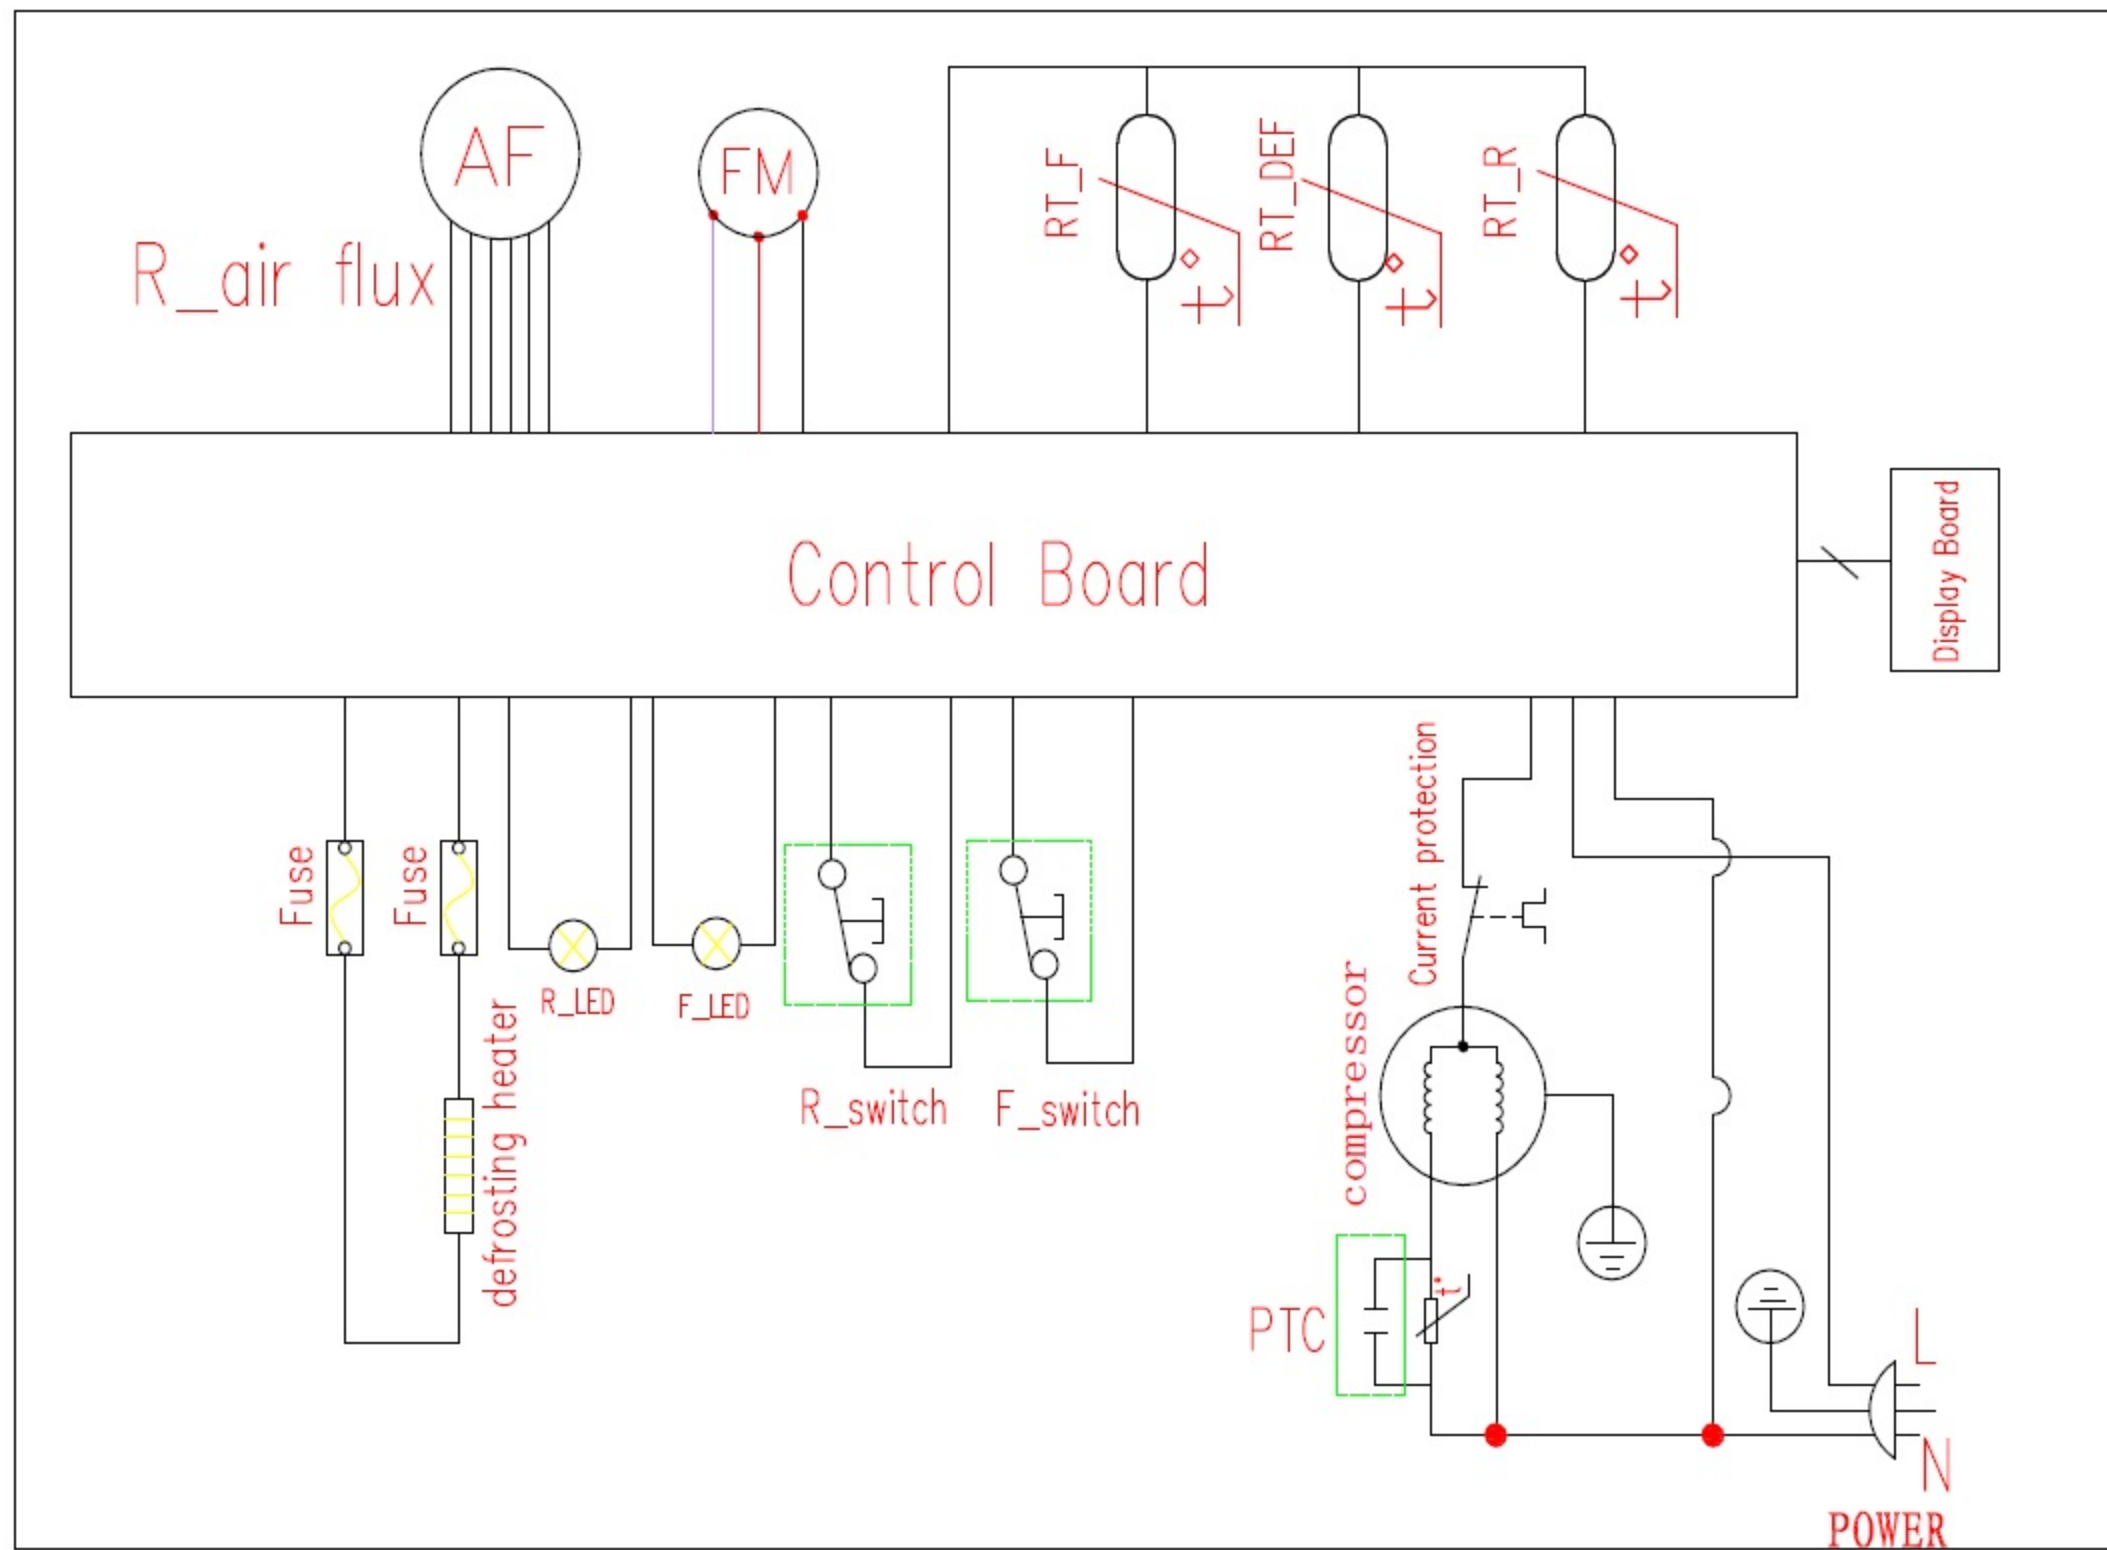 AF
FM
R_air flux
RT_F
t°
RT_DEF
t°
RT_R
t°
Control Board
Display Board
Fuse
Fuse
R_LED
F_LED
defrosting heater
R_switch
F_switch
Current protection
compressor
PTC
t°
L
N
POWER